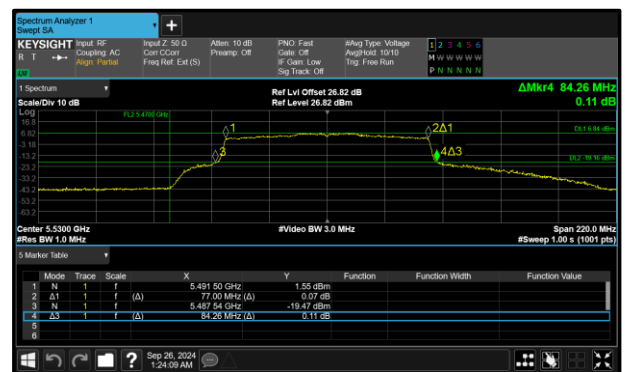 Spectrum Analyzer 1
Swept SA
+
KEYSIGHT Input: RF Input Z: 50 Ω Atten: 10 dB PNO: Fast #Avg Type: Voltage 1 2 3 4 5 6
R T Coupling: AC Corr CCorr Preamp: Off Gate: Off Avg|Hold: 10/10 M W W W W W
Align: Partial Freq Ref: Ext (S) IF Gain: Low Trig: Free Run
Sig Track: Off P N N N N N
1 Spectrum Ref Lvl Offset 26.82 dB ΔMkr4 84.26 MHz
Scale/Div 10 dB Ref Level 26.82 dBm 0.11 dB
Log
16.8 FL2 5.4700 GHz
6.82 1 2Δ1 DL1 6.84 dBm
-3.18
-13.2 3 4Δ3 DL2 -19.16 dBm
-23.2
-33.2
-43.2
-53.2
-63.2
Center 5.5300 GHz #Video BW 3.0 MHz Span 220.0 MHz
#Res BW 1.0 MHz #Sweep 1.00 s (1001 pts)
5 Marker Table
Mode Trace Scale X Y Function Function Width Function Value
1 N 1 f 5.491 50 GHz 1.55 dBm
2 Δ1 1 f (Δ) 77.00 MHz (Δ) 0.07 dB
3 N 1 f 5.487 54 GHz -19.47 dBm
4 Δ3 1 f (Δ) 84.26 MHz (Δ) 0.11 dB
5
6
? Sep 26, 2024
1:24:09 AM